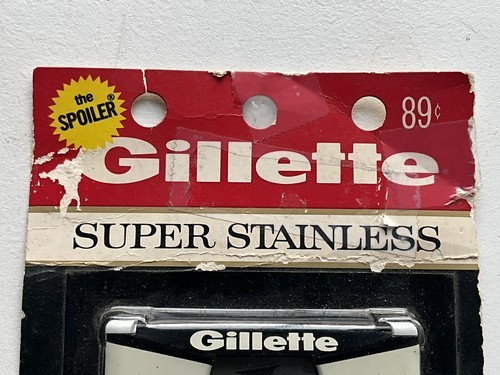 the
SPOILER®
89¢
Gillette
SUPER STAINLESS
Gillette